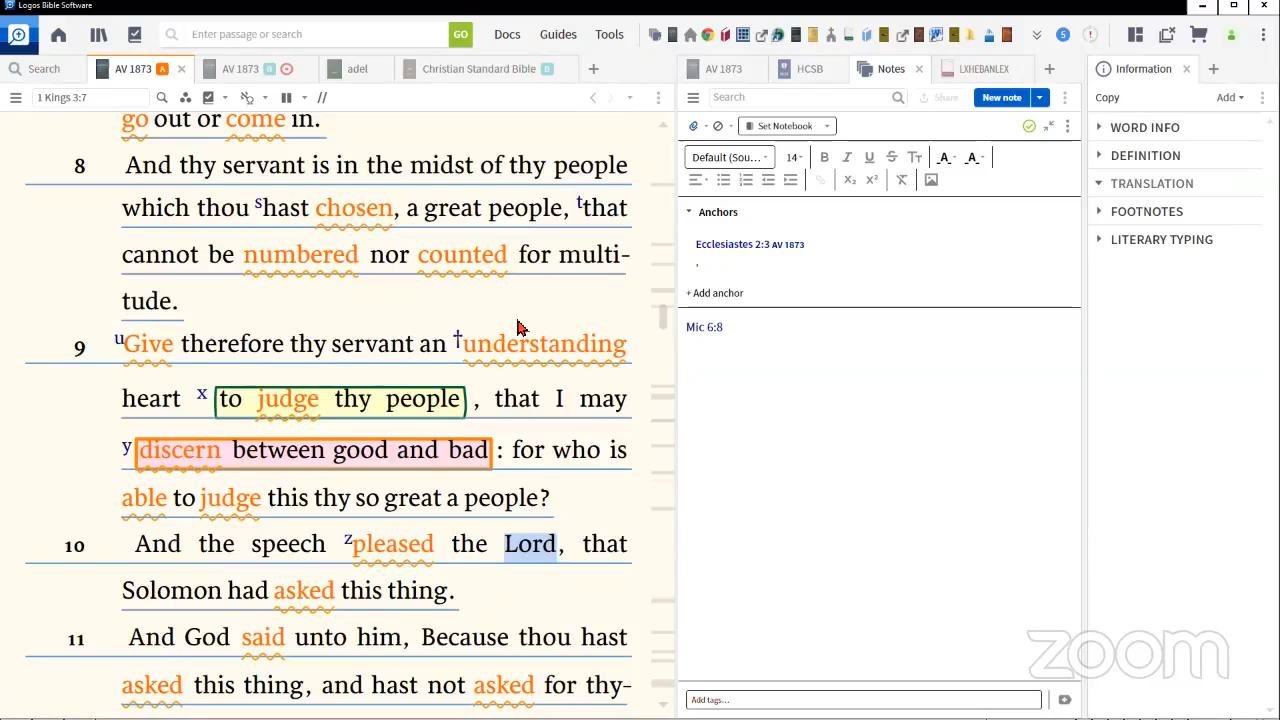 Logos Bible Software
Enter passage or search
GO
Docs
Guides
Tools
5
Search
AV 1873 A
AV 1873 B
adel
Christian Standard Bible B
AV 1873
HCSB
Notes
LXHEBANLEX
Information
1 Kings 3:7
Search
Share
New note
Copy
Add
go out or come in.
8 And thy servant is in the midst of thy people
which thou shast chosen, a great people, tthat
cannot be numbered nor counted for multi-
tude.
9 uGive therefore thy servant an †understanding
heart x to judge thy people, that I may
y discern between good and bad : for who is
able to judge this thy so great a people?
10 And the speech zpleased the Lord, that
Solomon had asked this thing.
11 And God said unto him, Because thou hast
asked this thing, and hast not asked for thy-
Set Notebook
Default (Sou...
14
B I U S TT A A
X2 X2
Anchors
Ecclesiastes 2:3 AV 1873
,
+ Add anchor
Mic 6:8
Add tags...
WORD INFO
DEFINITION
TRANSLATION
FOOTNOTES
LITERARY TYPING
zoom